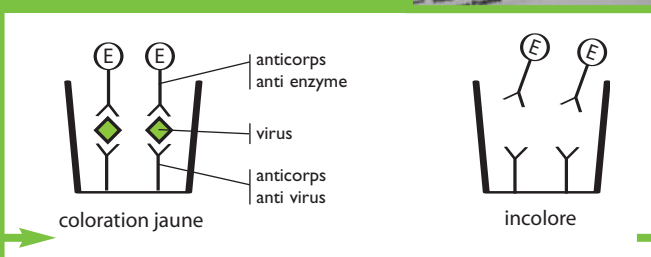 E E
anticorps
anti enzyme
virus
anticorps
anti virus
coloration jaune
E E
incolore